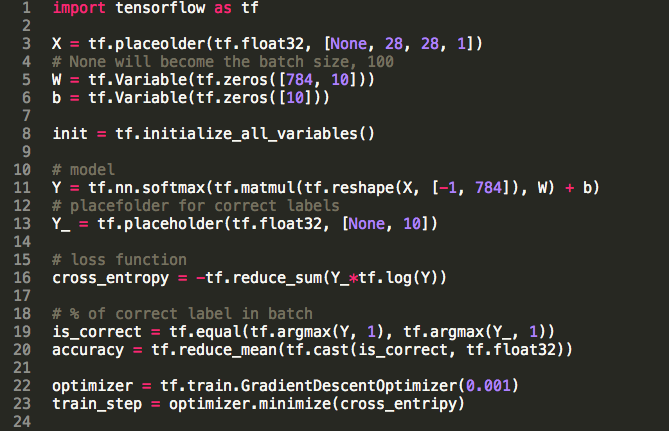 1 import tensorflow as tf
2
3 X = tf.placeolder(tf.float32, [None, 28, 28, 1])
4 # None will become the batch size, 100
5 W = tf.Variable(tf.zeros([784, 10]))
6 b = tf.Variable(tf.zeros([10]))
7
8 init = tf.initialize_all_variables()
9
10 # model
11 Y = tf.nn.softmax(tf.matmul(tf.reshape(X, [-1, 784]), W) + b)
12 # placefolder for correct labels
13 Y_ = tf.placeholder(tf.float32, [None, 10])
14
15 # loss function
16 cross_entropy = -tf.reduce_sum(Y_*tf.log(Y))
17
18 # % of correct label in batch
19 is_correct = tf.equal(tf.argmax(Y, 1), tf.argmax(Y_, 1))
20 accuracy = tf.reduce_mean(tf.cast(is_correct, tf.float32))
21
22 optimizer = tf.train.GradientDescentOptimizer(0.001)
23 train_step = optimizer.minimize(cross_entripy)
24